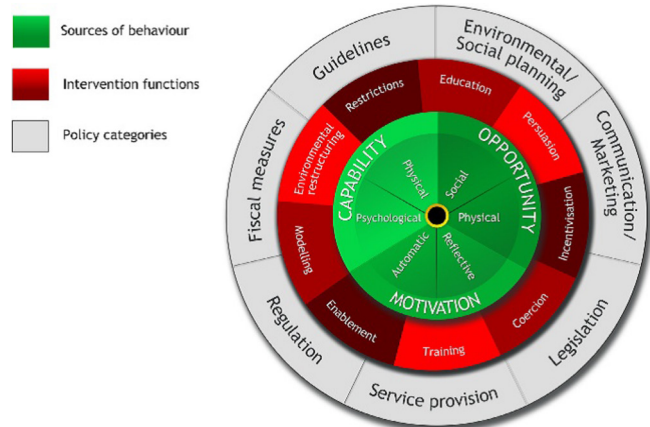 Sources of behaviour
Intervention functions
Policy categories
Guidelines
Environmental/
Social planning
Communication/
Marketing
Legislation
Service provision
Regulation
Fiscal measures
Restrictions
Education
Persuasion
Incentivisation
Coercion
Training
Enablement
Modelling
Environmental
restructuring
CAPABILITY
OPPORTUNITY
MOTIVATION
Physical
Social
Psychological
Physical
Automatic
Reflective